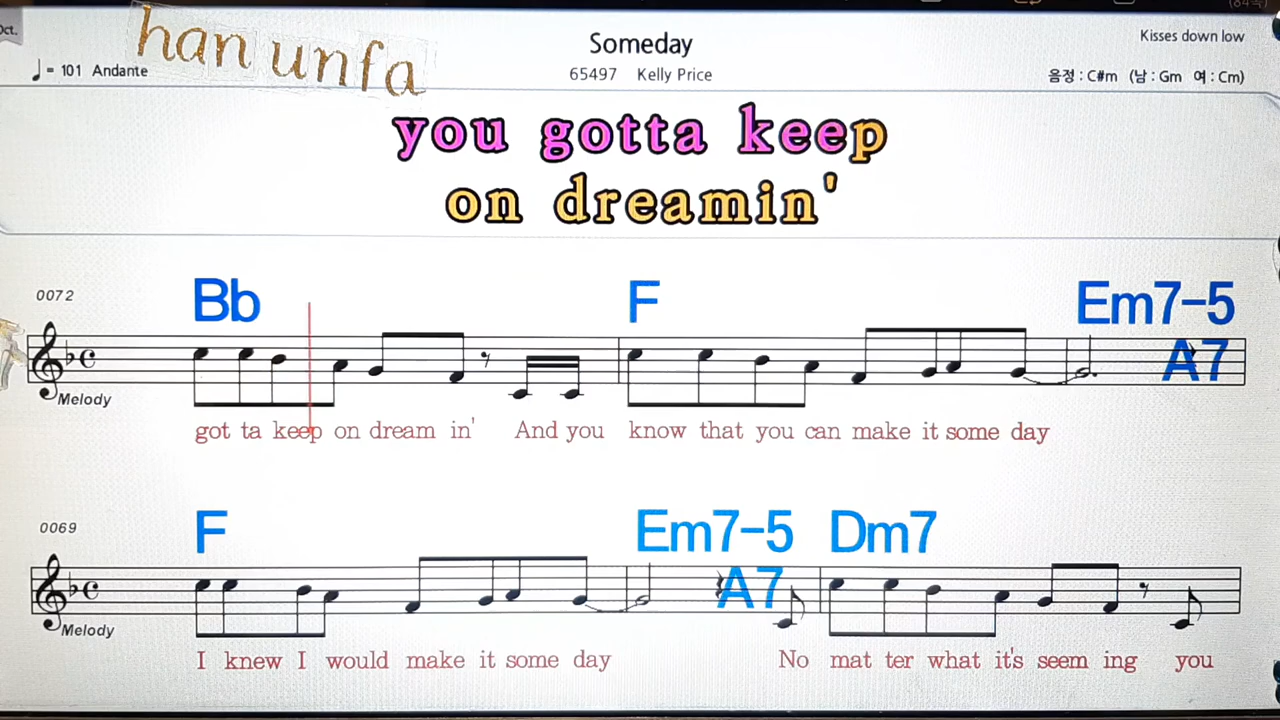 (84
Oct.
han unfa
Someday
Kisses down low
♩ = 101 Andante
65497 Kelly Price
음정 : C#m (남 : Gm 여 : Cm)
you gotta keep
on dreamin'
0072
Bb F Em7-5
A7
Melody
got ta keep on dream in' And you know that you can make it some day
0069
F Em7-5 Dm7
A7
Melody
I knew I would make it some day No mat ter what it's seem ing you